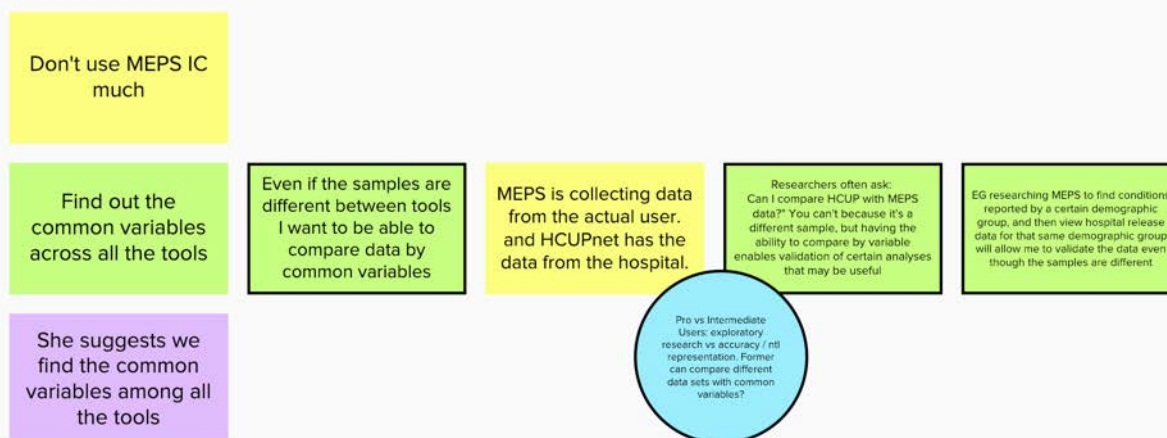 Don't use MEPS IC
much
Find out the
common variables
across all the tools
Even if the samples are
different between tools
I want to be able to
compare data by
common variables
MEPS is collecting data
from the actual user.
and HCUPnet has the
data from the hospital.
Researchers often ask:
Can I compare HCUP with MEPS
data?" You can't because it's a
different sample, but having the
ability to compare by variable
enables validation of certain analyses
that may be useful
EG researching MEPS to find conditions
reported by a certain demographic
group, and then view hospital release
data for that same demographic group
will allow me to validate the data even
though the samples are different
She suggests we
find the common
variables among all
the tools
Pro vs Intermediate
Users: exploratory
research vs accuracy / ntl
representation. Former
can compare different
data sets with common
variables?